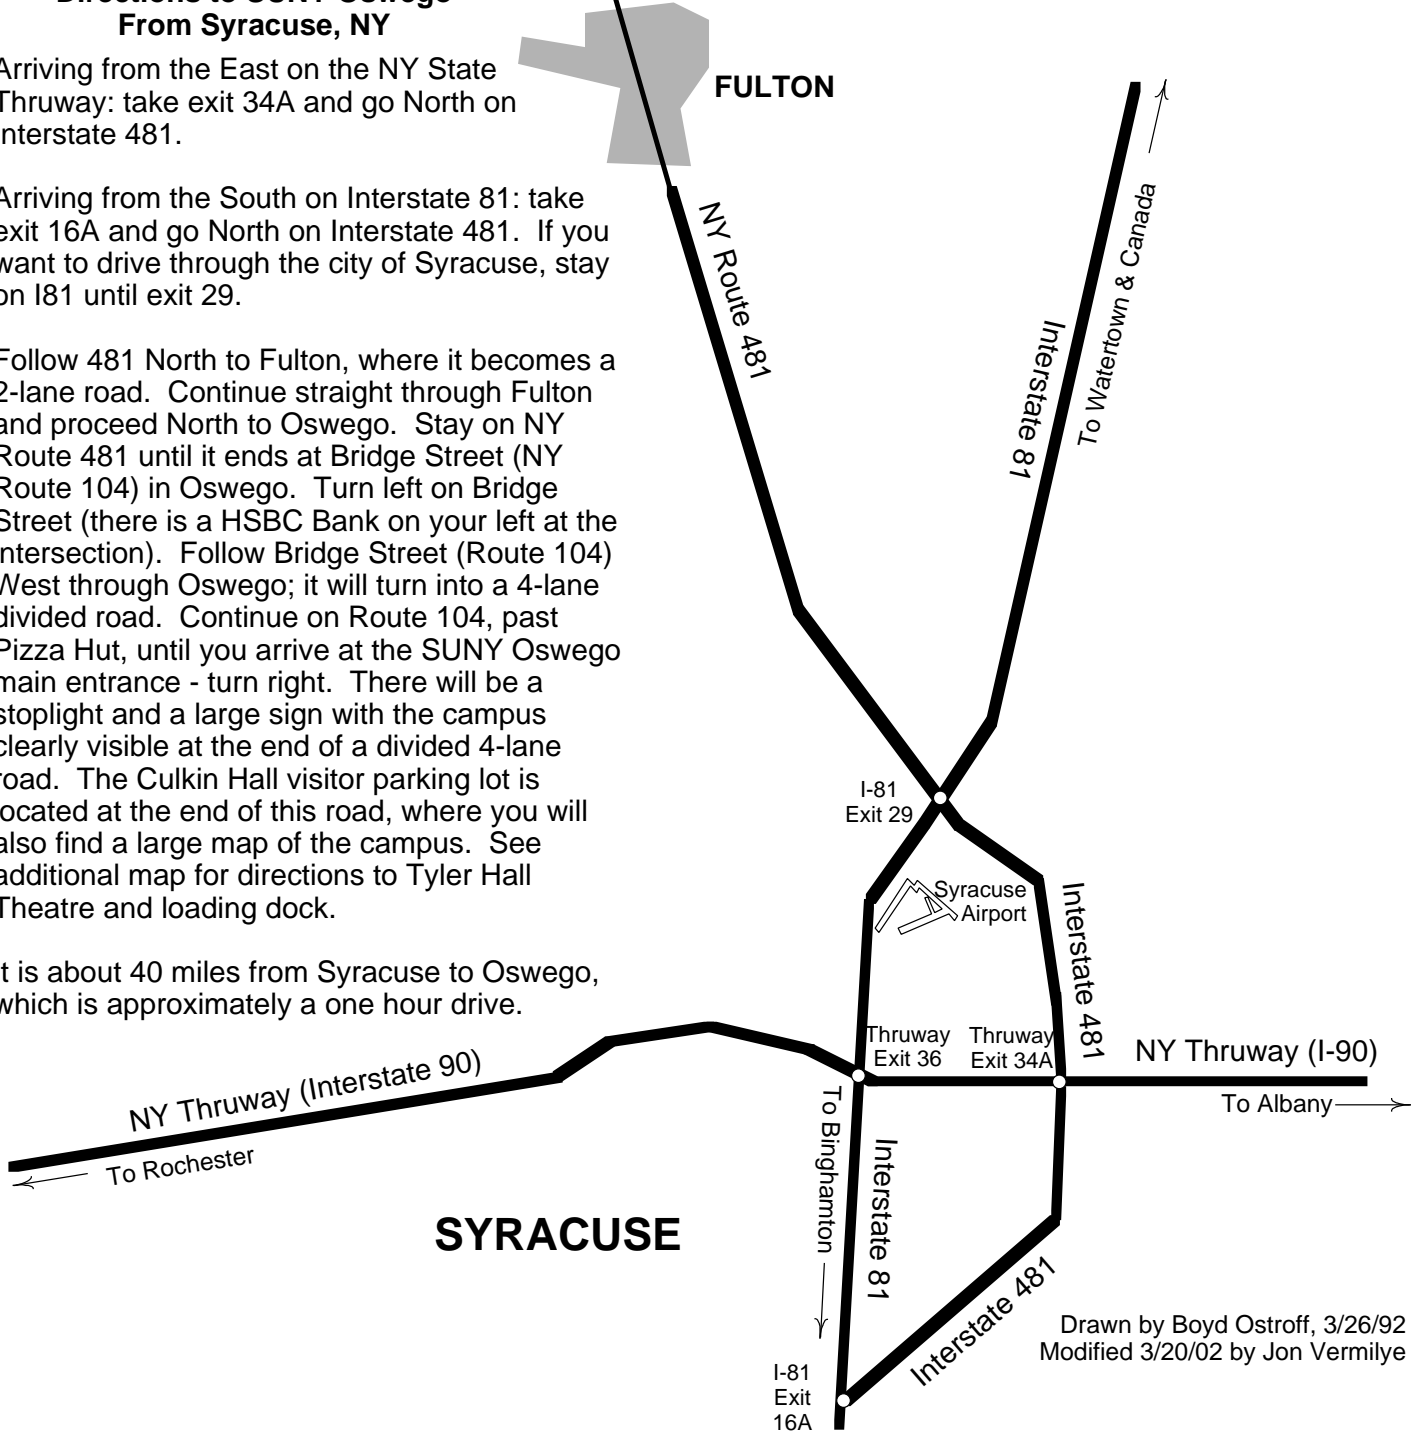 Directions to SUNY Oswego
From Syracuse, NY
Arriving from the East on the NY State
Thruway: take exit 34A and go North on
Interstate 481.
Arriving from the South on Interstate 81: take
exit 16A and go North on Interstate 481.  If you
want to drive through the city of Syracuse, stay
on I81 until exit 29.
Follow 481 North to Fulton, where it becomes a
2-lane road.  Continue straight through Fulton
and proceed North to Oswego.  Stay on NY
Route 481 until it ends at Bridge Street (NY
Route 104) in Oswego.  Turn left on Bridge
Street (there is a HSBC Bank on your left at the
intersection).  Follow Bridge Street (Route 104)
West through Oswego; it will turn into a 4-lane
divided road.  Continue on Route 104, past
Pizza Hut, until you arrive at the SUNY Oswego
main entrance - turn right.  There will be a
stoplight and a large sign with the campus
clearly visible at the end of a divided 4-lane
road.  The Culkin Hall visitor parking lot is
located at the end of this road, where you will
also find a large map of the campus.  See
additional map for directions to Tyler Hall
Theatre and loading dock.
It is about 40 miles from Syracuse to Oswego,
which is approximately a one hour drive.
FULTON
NY Route 481
Interstate 81
To Watertown & Canada
I-81
Exit 29
Syracuse
Airport
Interstate 481
Thruway
Exit 36
Thruway
Exit 34A
NY Thruway (I-90)
To Albany
NY Thruway (Interstate 90)
To Rochester
To Binghamton
Interstate 81
SYRACUSE
Interstate 481
I-81
Exit
16A
Drawn by Boyd Ostroff, 3/26/92
Modified 3/20/02 by Jon Vermilye